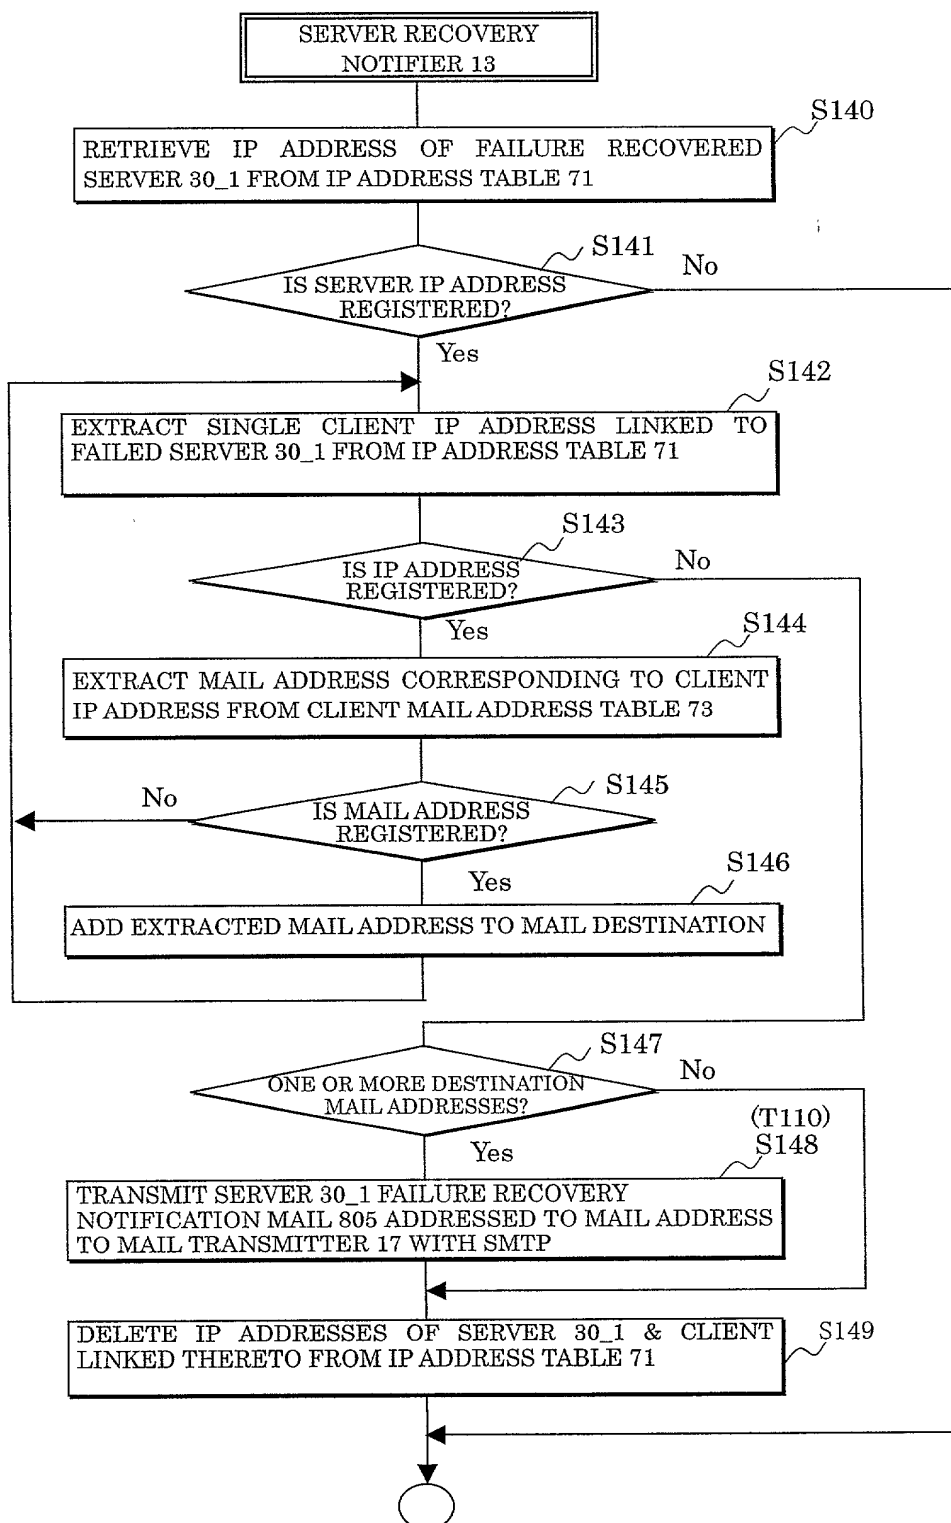 SERVER RECOVERY
NOTIFIER 13
S140
RETRIEVE IP ADDRESS OF FAILURE RECOVERED
SERVER 30_1 FROM IP ADDRESS TABLE 71
S141
No
IS SERVER IP ADDRESS
REGISTERED?
Yes
S142
EXTRACT SINGLE CLIENT IP ADDRESS LINKED TO
FAILED SERVER 30_1 FROM IP ADDRESS TABLE 71
S143
No
IS IP ADDRESS
REGISTERED?
Yes
S144
EXTRACT MAIL ADDRESS CORRESPONDING TO CLIENT
IP ADDRESS FROM CLIENT MAIL ADDRESS TABLE 73
S145
No
IS MAIL ADDRESS
REGISTERED?
Yes
S146
ADD EXTRACTED MAIL ADDRESS TO MAIL DESTINATION
S147
No
ONE OR MORE DESTINATION
MAIL ADDRESSES?
(T110)
Yes
S148
TRANSMIT SERVER 30_1 FAILURE RECOVERY
NOTIFICATION MAIL 805 ADDRESSED TO MAIL ADDRESS
TO MAIL TRANSMITTER 17 WITH SMTP
S149
DELETE IP ADDRESSES OF SERVER 30_1 & CLIENT
LINKED THERETO FROM IP ADDRESS TABLE 71